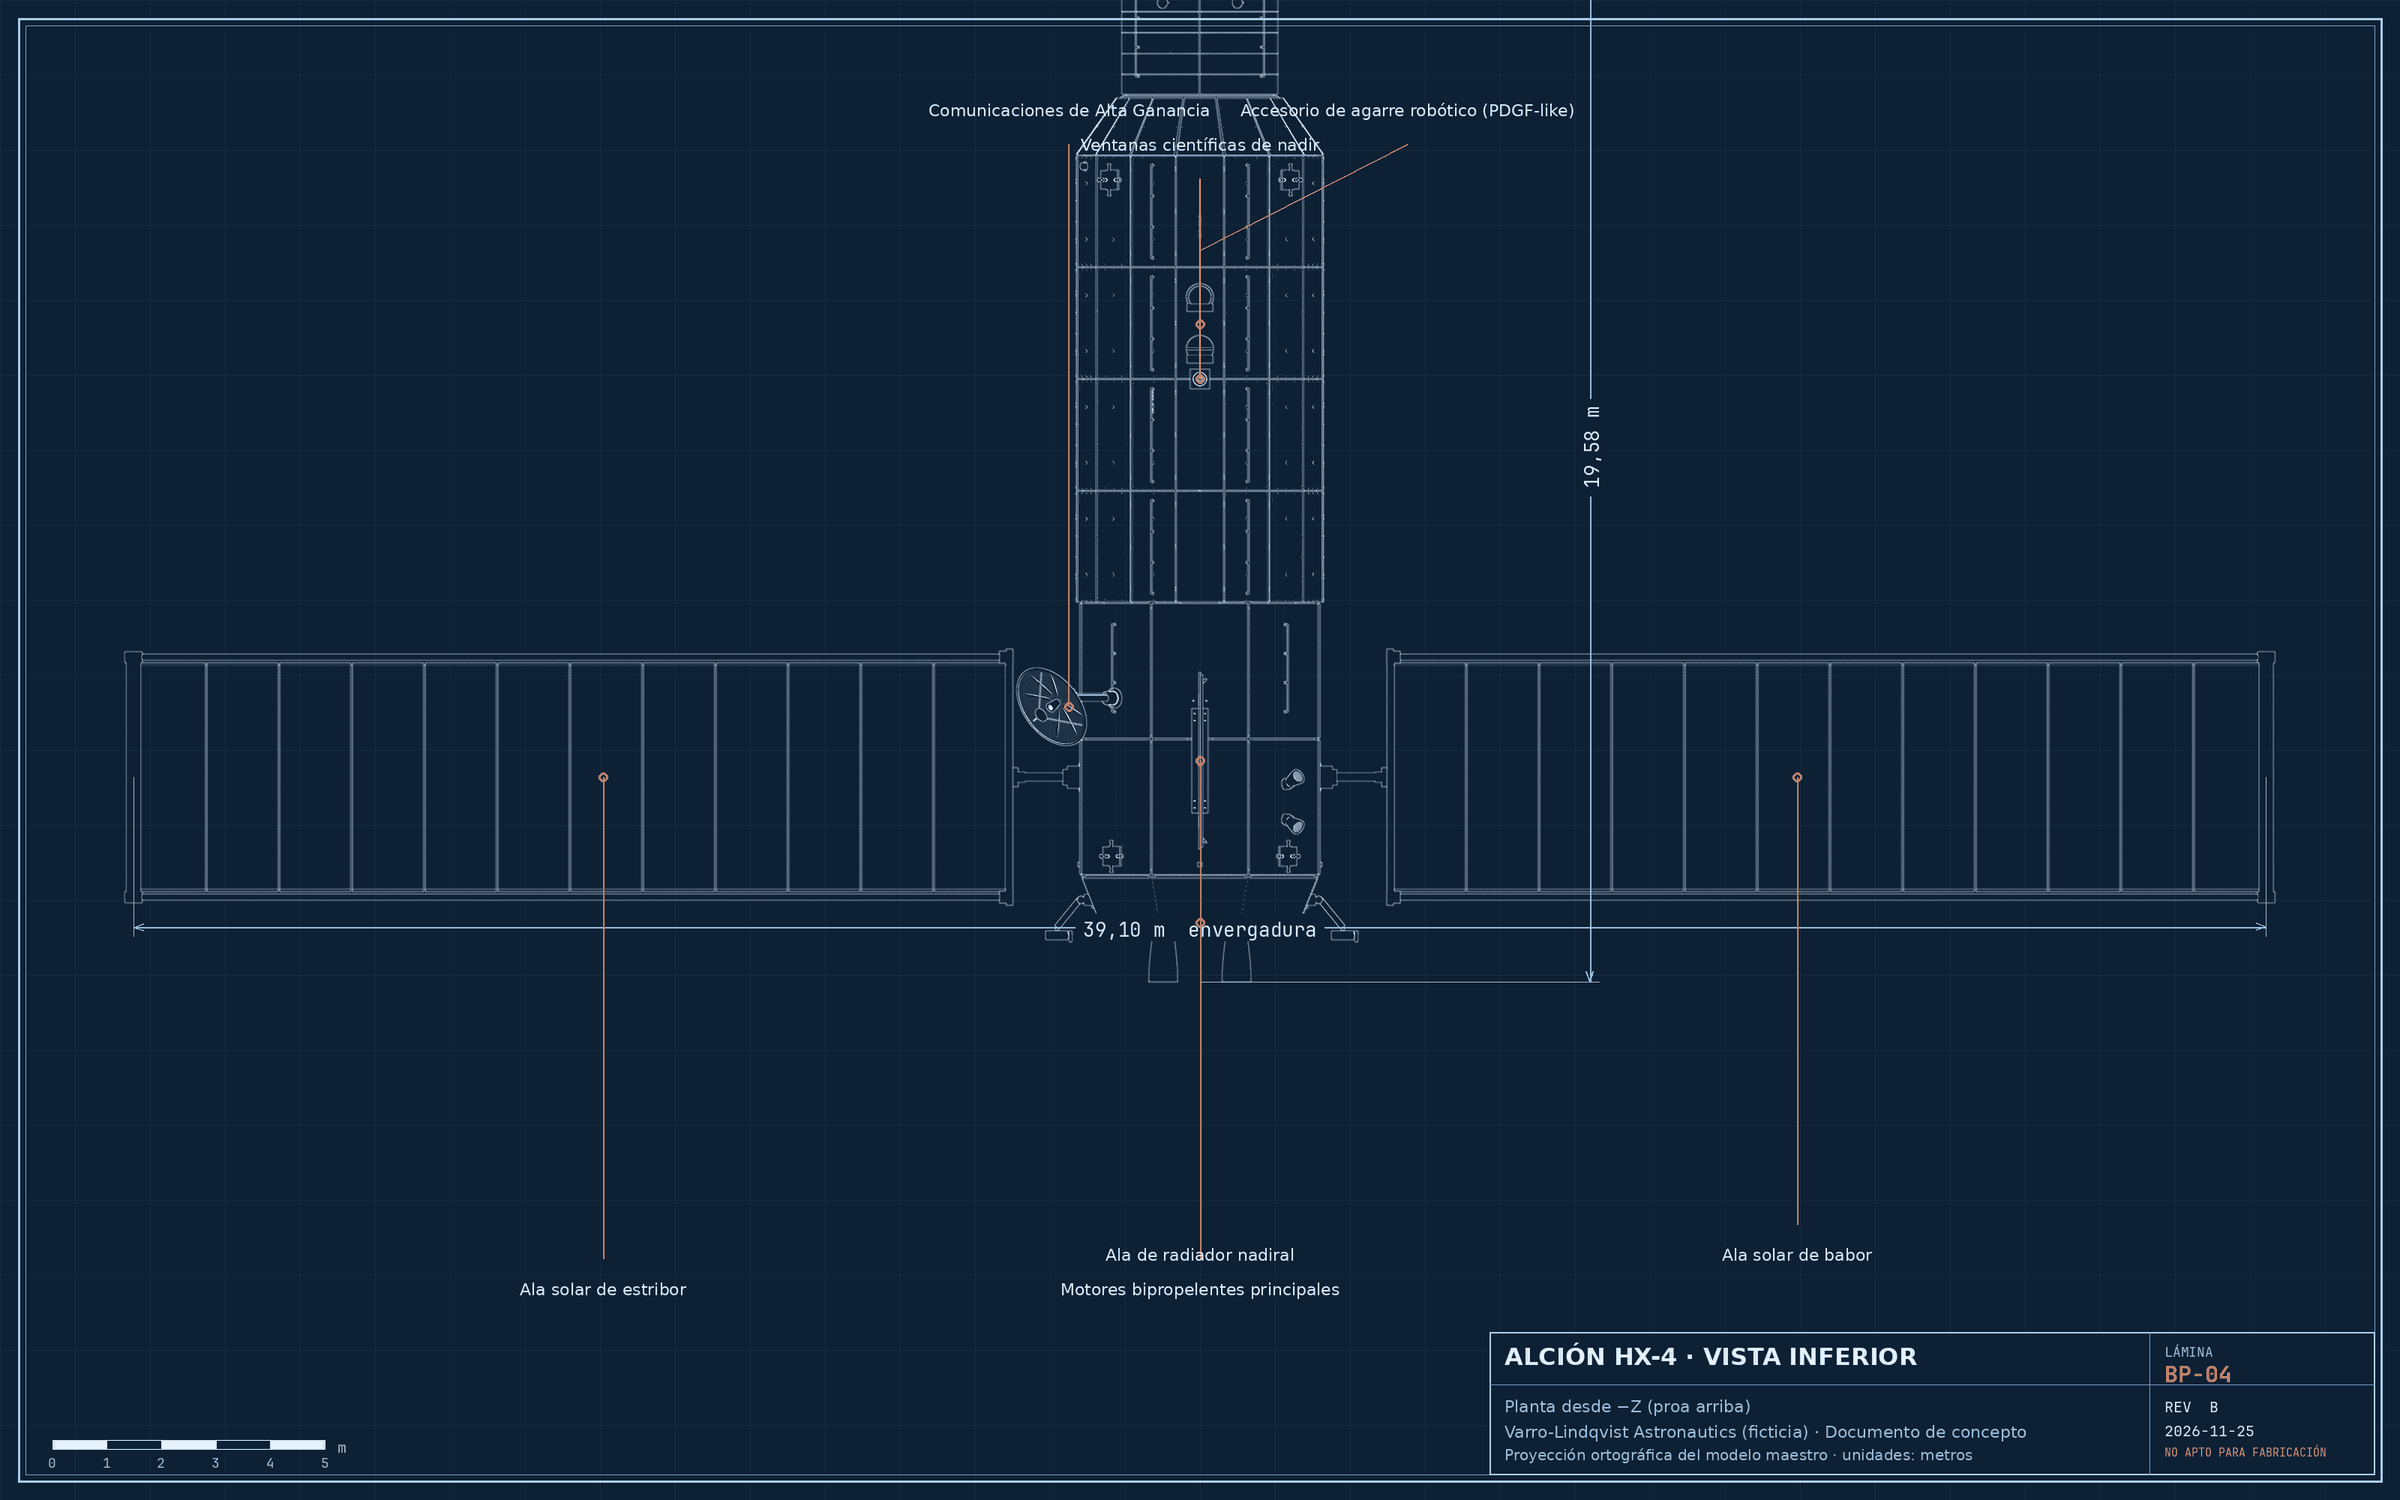 Comunicaciones de Alta Ganancia
Accesorio de agarre robótico (PDGF-like)
Ventanas científicas de nadir
19,58 m
39,10 m envergadura
Ala de radiador nadiral
Ala solar de babor
Ala solar de estribor
Motores bipropelentes principales
ALCIÓN HX-4 · VISTA INFERIOR
LÁMINA
BP-04
Planta desde −Z (proa arriba)
REV B
Varro-Lindqvist Astronautics (ficticia) · Documento de concepto
2026-11-25
Proyección ortográfica del modelo maestro · unidades: metros
NO APTO PARA FABRICACIÓN
m
0 1 2 3 4 5